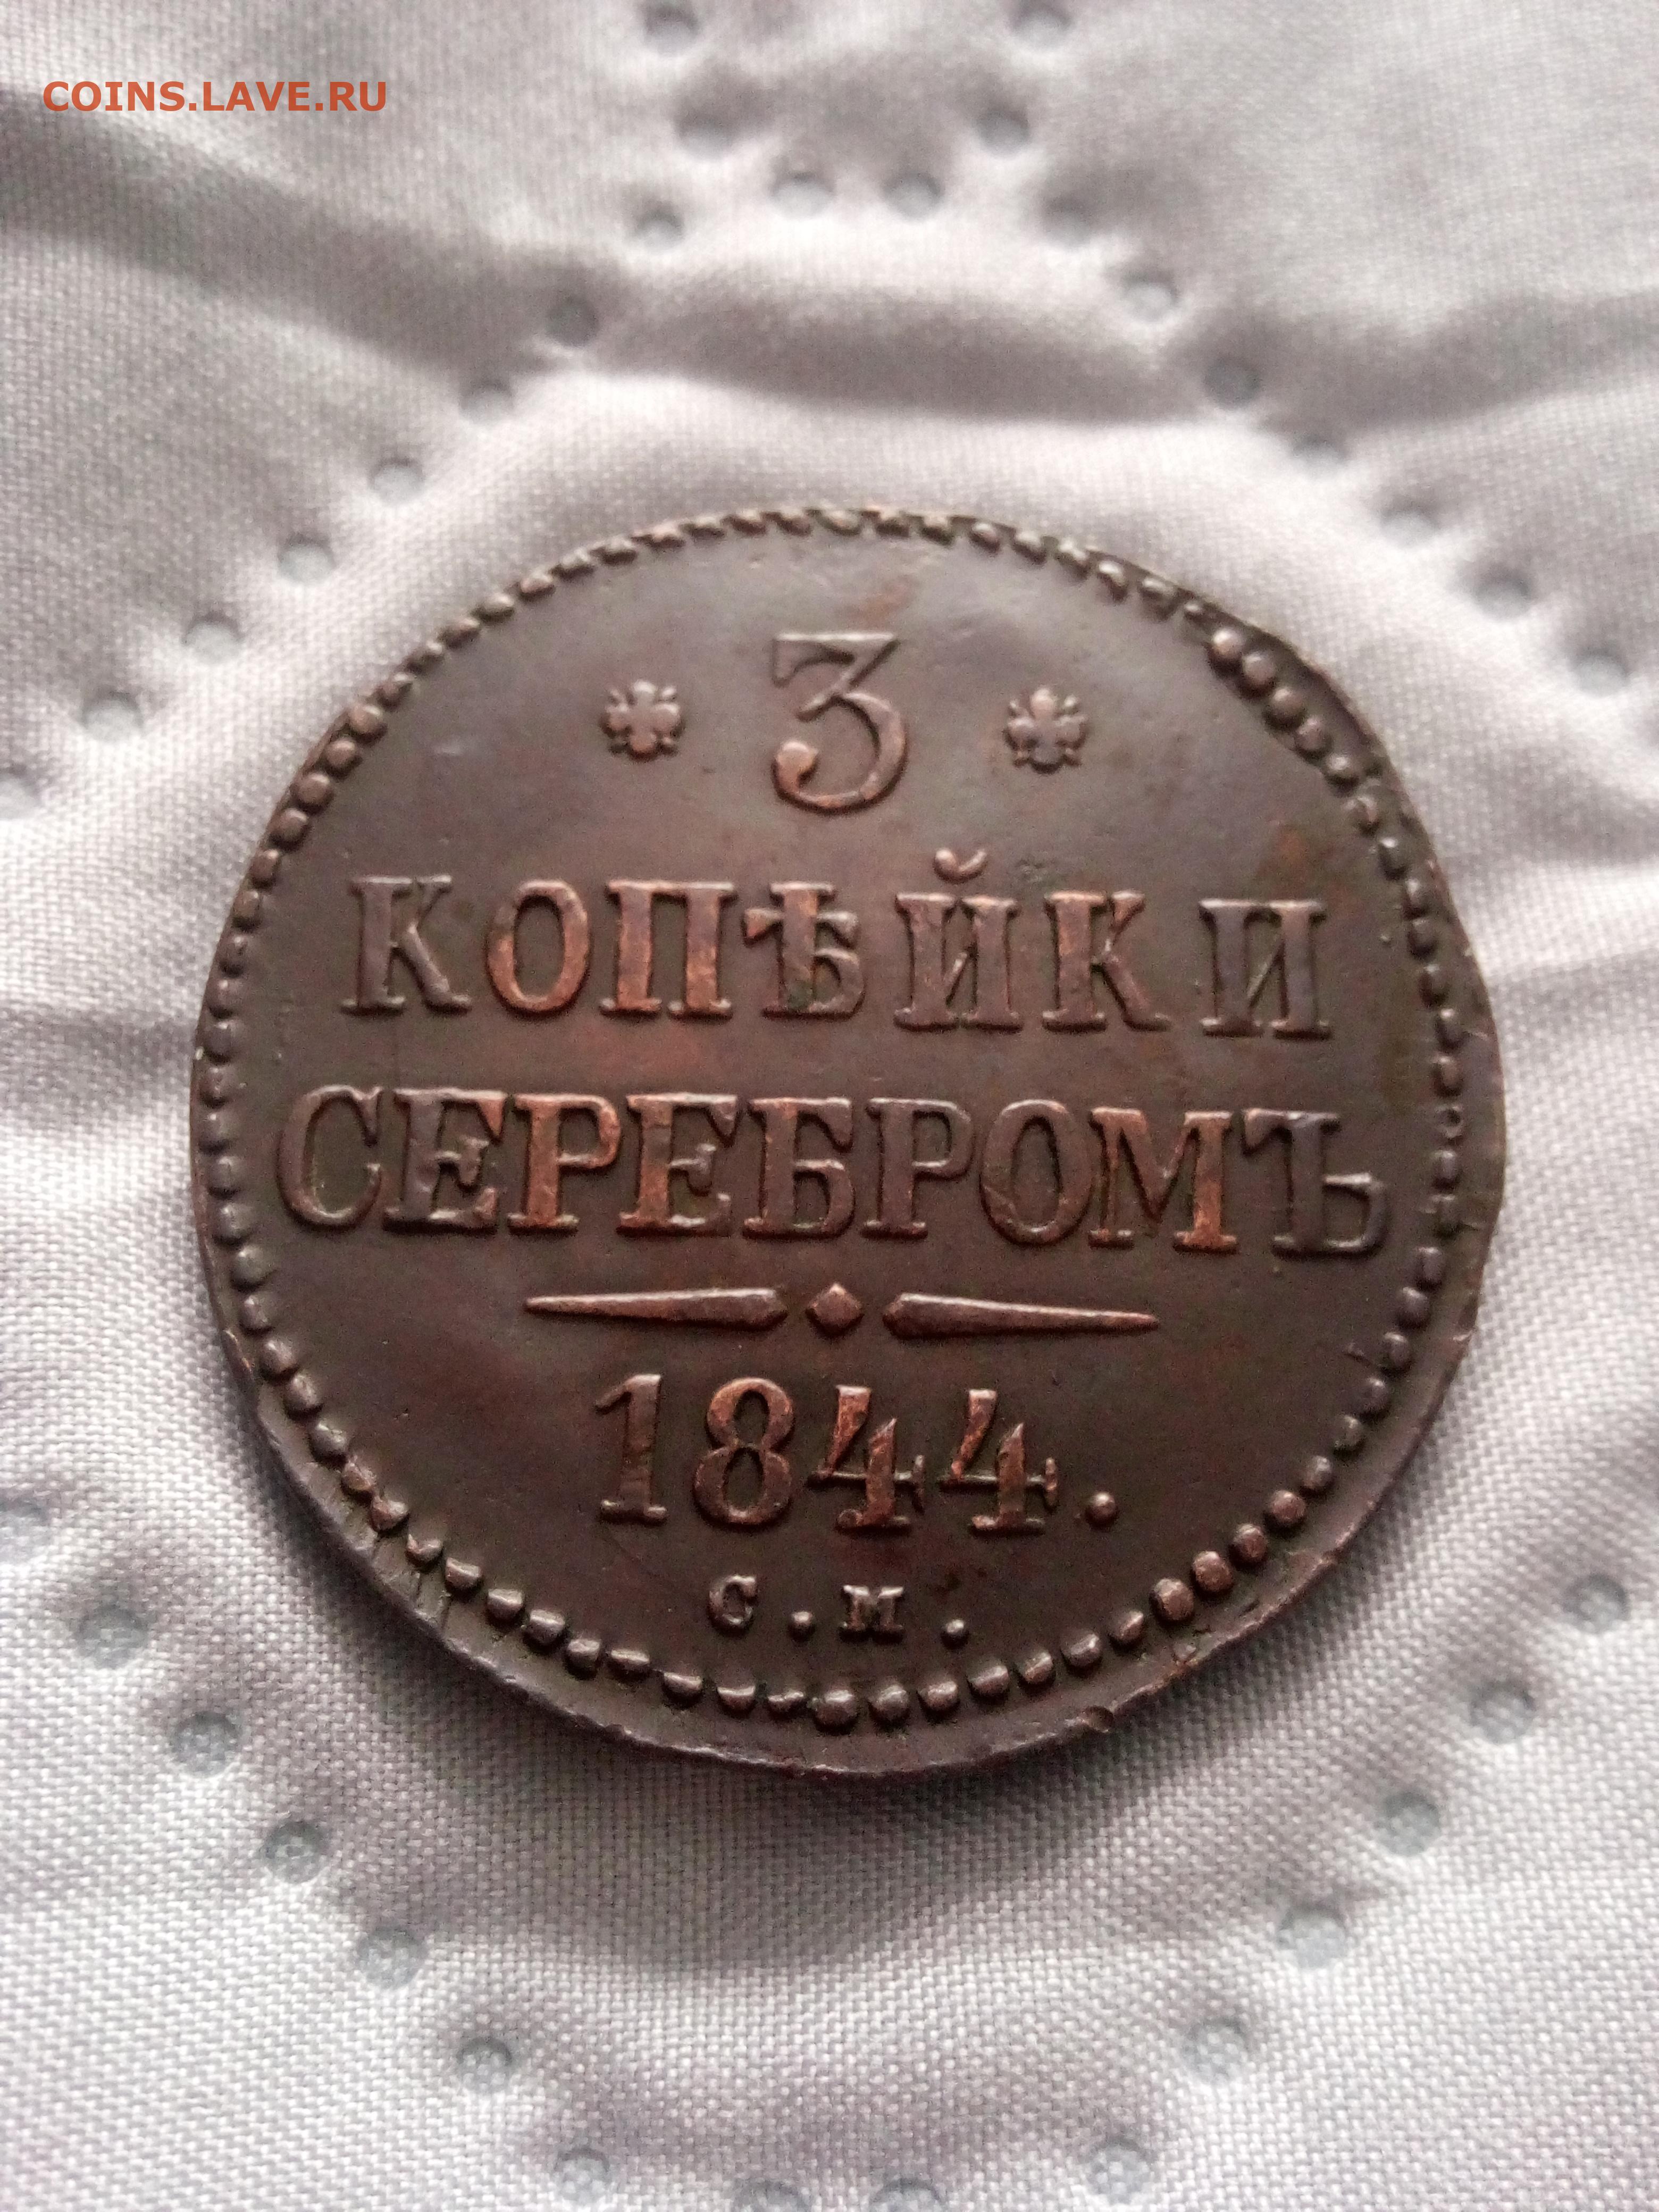 COINS.LAVE.RU
3
КОПѢЙКИ
СЕРЕБРОМЪ
1844.
С.М.